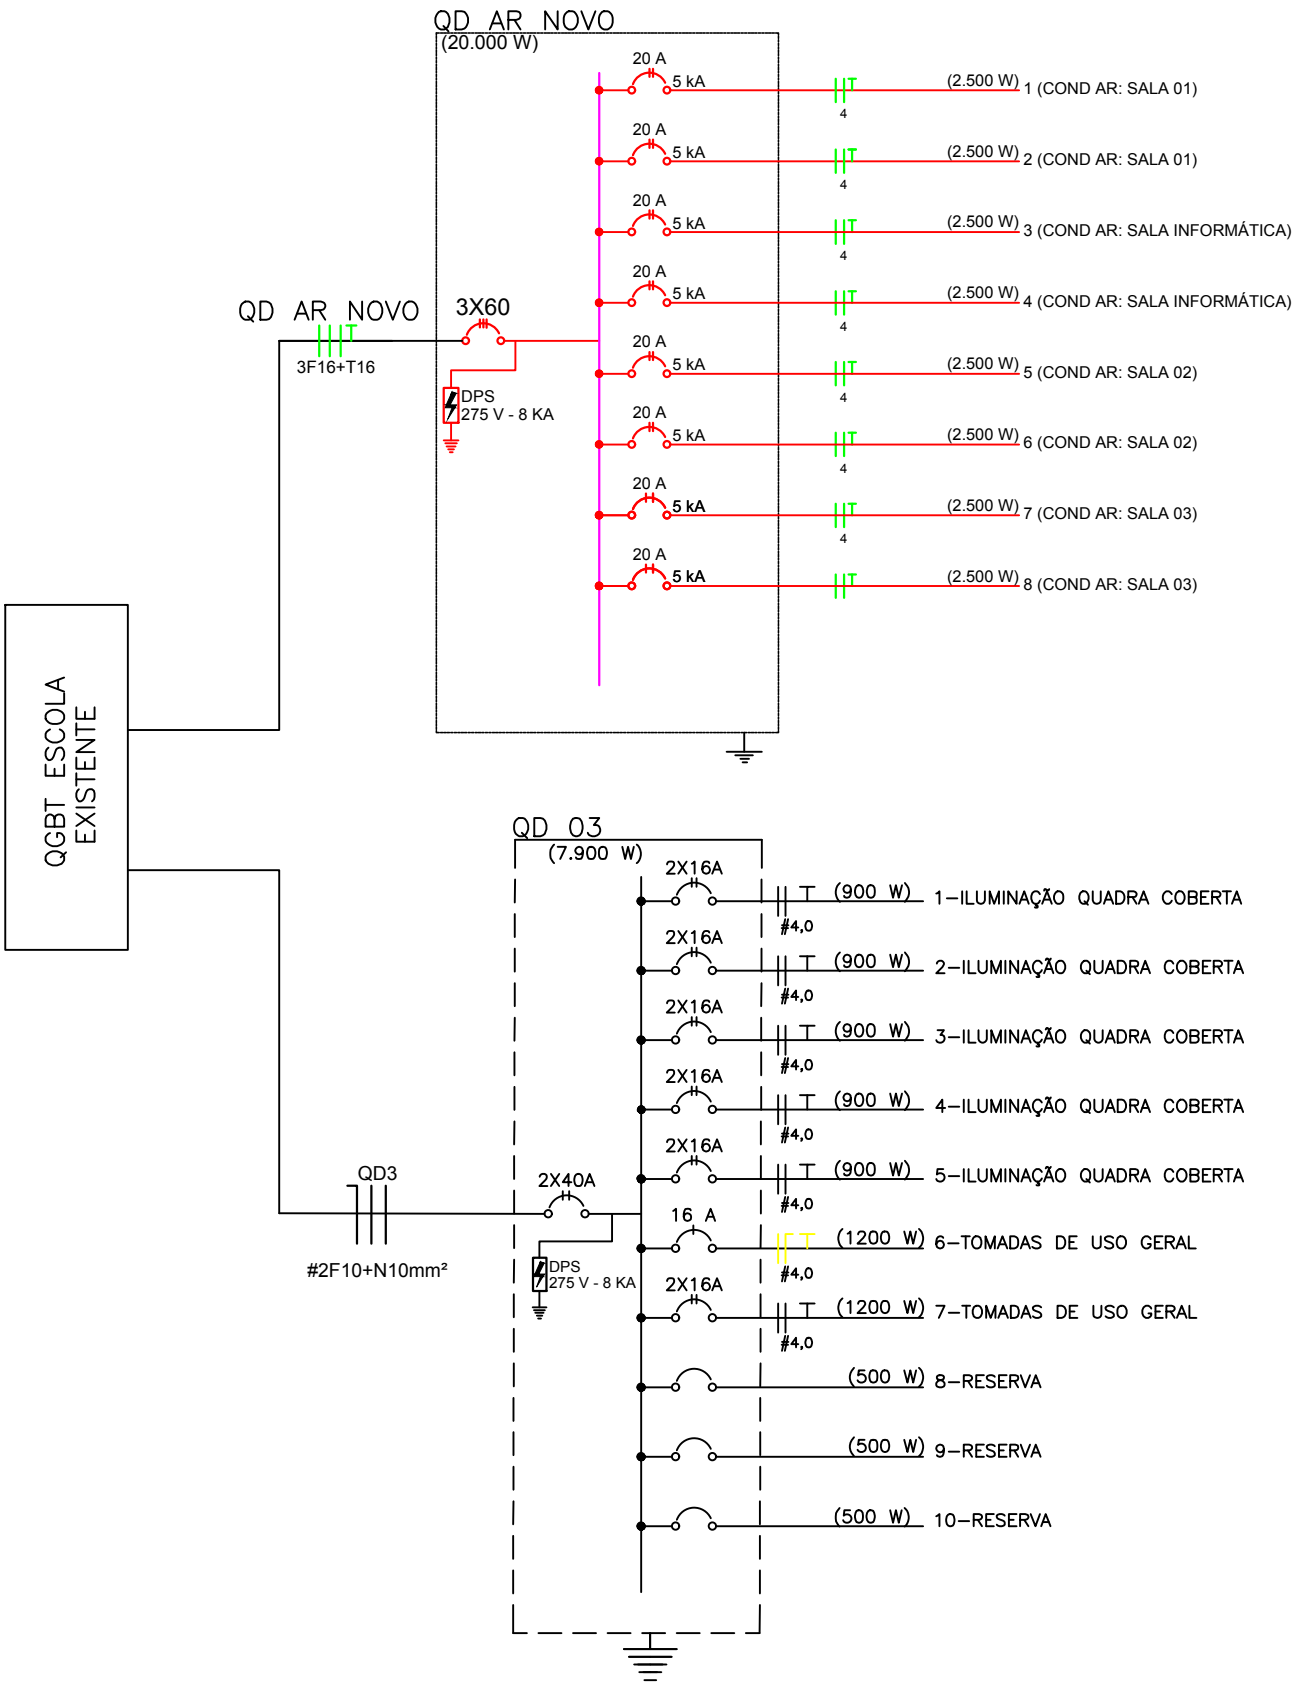 QD AR NOVO
(20.000 W)
20 A
5 kA
(2.500 W) 1 (COND AR: SALA 01)
4
20 A
5 kA
(2.500 W) 2 (COND AR: SALA 01)
4
20 A
5 kA
(2.500 W) 3 (COND AR: SALA INFORMÁTICA)
4
20 A
5 kA
(2.500 W) 4 (COND AR: SALA INFORMÁTICA)
4
QD AR NOVO
3F16+T16
3X60
DPS
275 V - 8 KA
20 A
5 kA
(2.500 W) 5 (COND AR: SALA 02)
4
20 A
5 kA
(2.500 W) 6 (COND AR: SALA 02)
4
20 A
5 kA
(2.500 W) 7 (COND AR: SALA 03)
4
20 A
5 kA
(2.500 W) 8 (COND AR: SALA 03)
QGBT ESCOLA
EXISTENTE
QD 03
(7.900 W)
2X16A
(900 W) 1-ILUMINAÇÃO QUADRA COBERTA
#4,0
2X16A
(900 W) 2-ILUMINAÇÃO QUADRA COBERTA
#4,0
2X16A
(900 W) 3-ILUMINAÇÃO QUADRA COBERTA
#4,0
2X16A
(900 W) 4-ILUMINAÇÃO QUADRA COBERTA
#4,0
2X16A
(900 W) 5-ILUMINAÇÃO QUADRA COBERTA
#4,0
QD3
#2F10+N10mm²
2X40A
DPS
275 V - 8 KA
16 A
(1200 W) 6-TOMADAS DE USO GERAL
#4,0
2X16A
(1200 W) 7-TOMADAS DE USO GERAL
#4,0
(500 W) 8-RESERVA
(500 W) 9-RESERVA
(500 W) 10-RESERVA